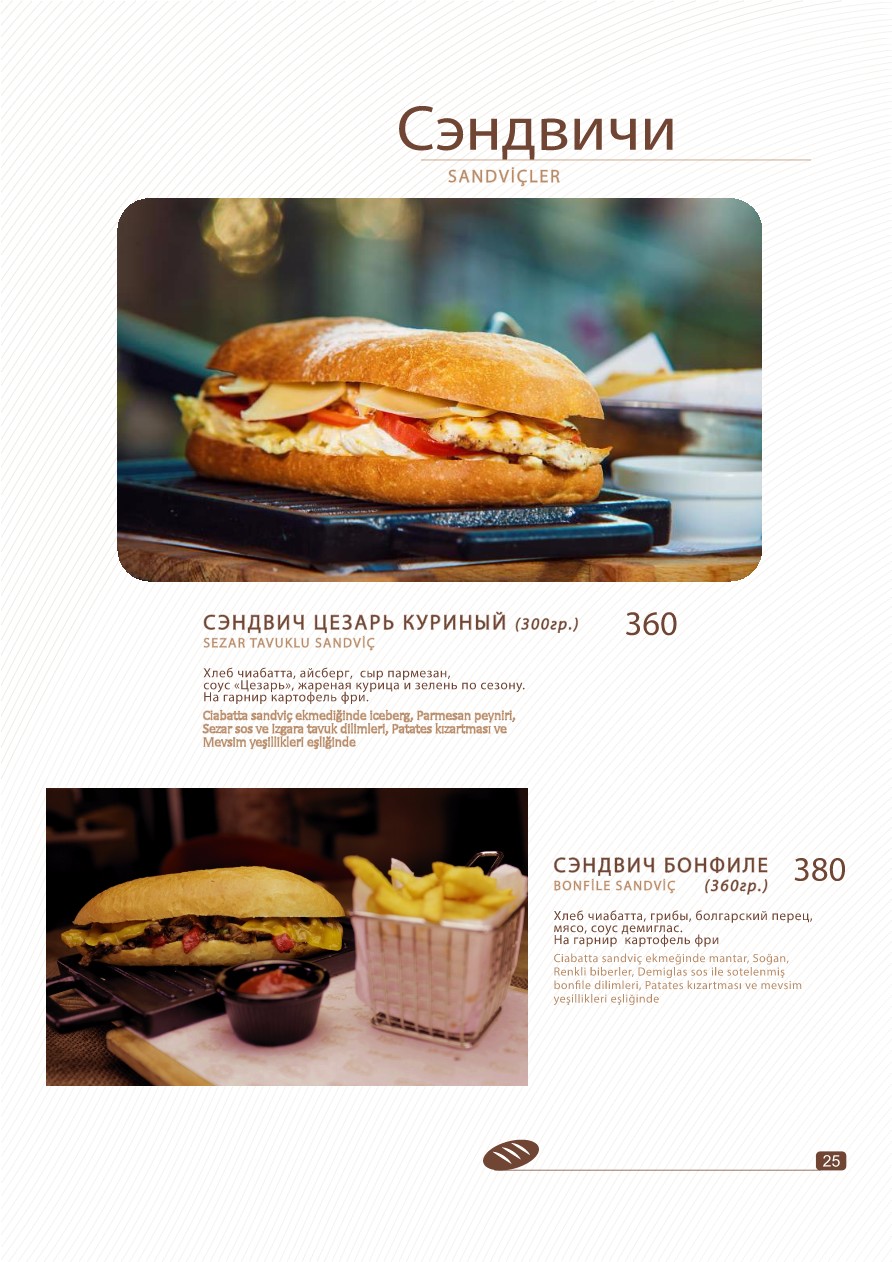 Сэндвичи
SANDVİÇLER
СЭНДВИЧ ЦЕЗАРЬ КУРИНЫЙ (300гр.) 360
SEZAR TAVUKLU SANDVİÇ
Хлеб чиабатта, айсберг, сыр пармезан,
соус «Цезарь», жареная курица и зелень по сезону.
На гарнир картофель фри.
Ciabatta sandviç ekmediğinde iceberg, Parmesan peyniri,
Sezar sos ve Izgara tavuk dilimleri, Patates kızartması ve
Mevsim yeşillikleri eşliğinde
СЭНДВИЧ БОНФИЛЕ 380
BONFİLE SANDVİÇ (360гр.)
Хлеб чиабатта, грибы, болгарский перец,
мясо, соус демиглас.
На гарнир картофель фри
Ciabatta sandviç ekmeğinde mantar, Soğan,
Renkli biberler, Demiglas sos ile sotelenmiş
bonfile dilimleri, Patates kızartması ve mevsim
yeşillikleri eşliğinde
25